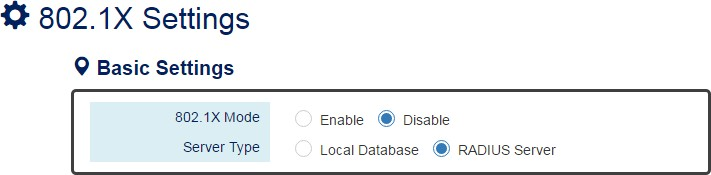 802.1X Settings
Basic Settings
802.1X Mode Enable Disable
Server Type Local Database RADIUS Server